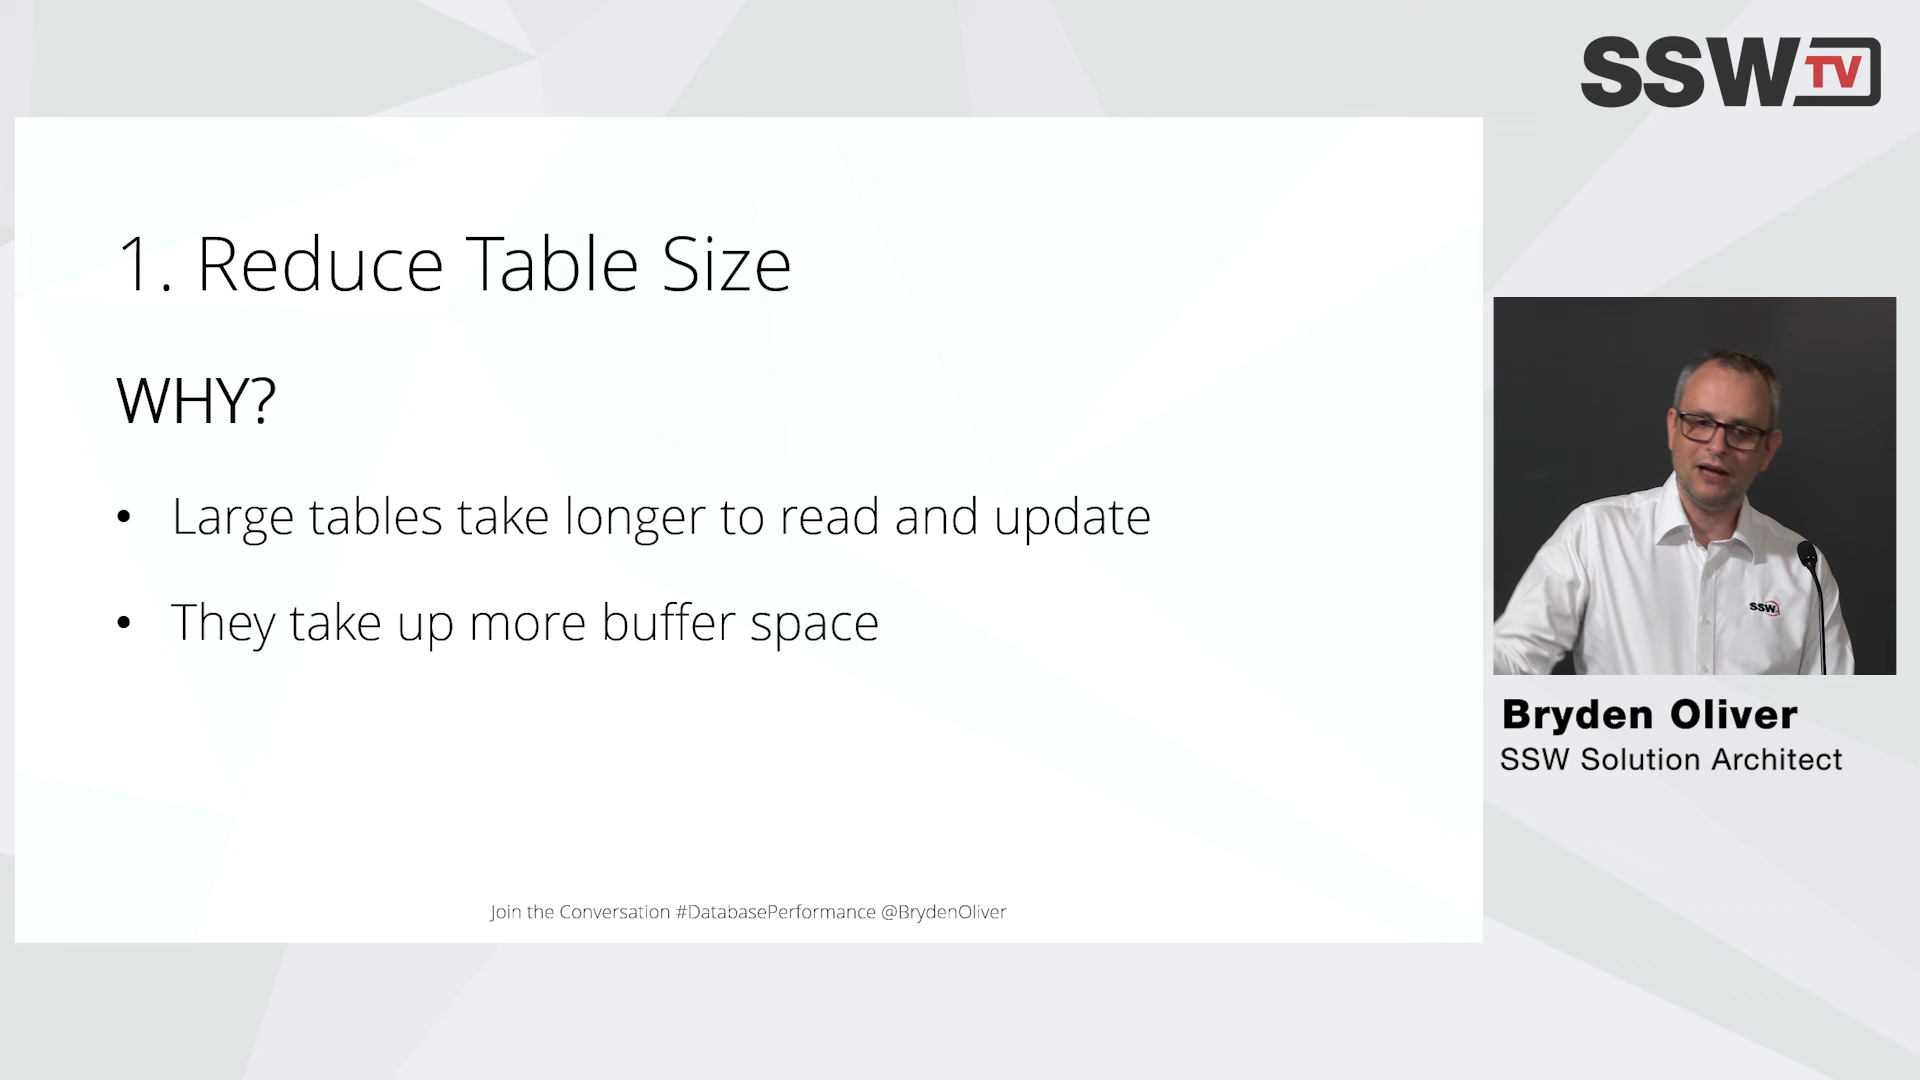 SSW TV
1. Reduce Table Size
WHY?
• Large tables take longer to read and update
• They take up more buffer space
Join the Conversation #DatabasePerformance @BrydenOliver
SSW
Bryden Oliver
SSW Solution Architect